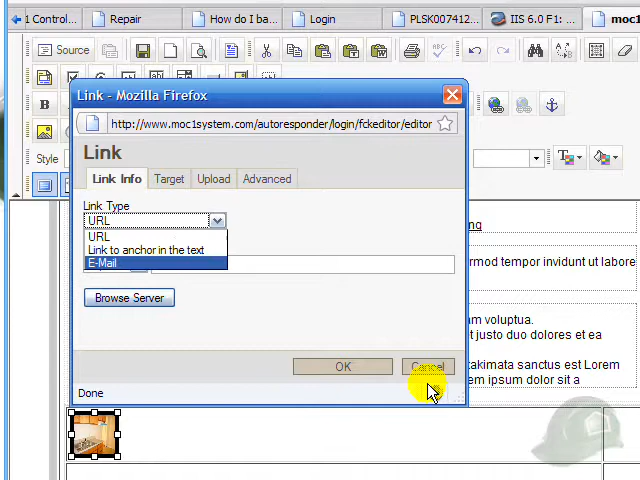 1 Control...
Repair
How do I ba...
Login
PLSK007412...
IIS 6.0 F1: ...
moc1
Source
ABC
B
Style
T
Link - Mozilla Firefox
http://www.moc1system.com/autoresponder/login/fckeditor/editor
Link
Link Info
Target
Upload
Advanced
Link Type
URL
URL
Link to anchor in the text
E-Mail
Browse Server
OK
Cancel
Done
ng
rmod tempor invidunt ut labore
m voluptua.
justo duo dolores et ea
akimata sanctus est Lorem
em ipsum dolor sit a